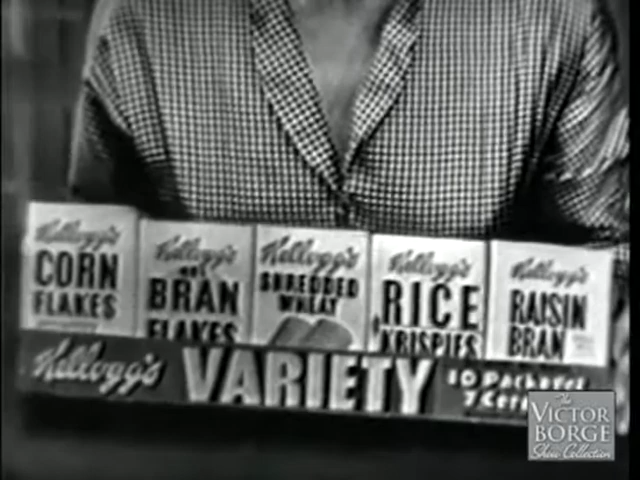 Kellogg's
CORN
FLAKES
Kellogg's
BRAN
FLAKES
Kellogg's
SHREDDED
WHEAT
Kellogg's
RICE
KRISPIES
Kellogg's
RAISIN
BRAN
Kellogg's VARIETY
10 Packages
7
The
VICTOR
BORGE
Show Collection